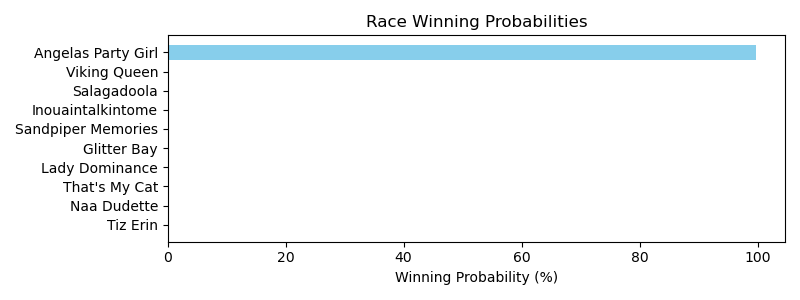 Race Winning Probabilities
Angelas Party Girl
Viking Queen
Salagadoola
Inouaintalkintome
Sandpiper Memories
Glitter Bay
Lady Dominance
That's My Cat
Naa Dudette
Tiz Erin
0 20 40 60 80 100
Winning Probability (%)